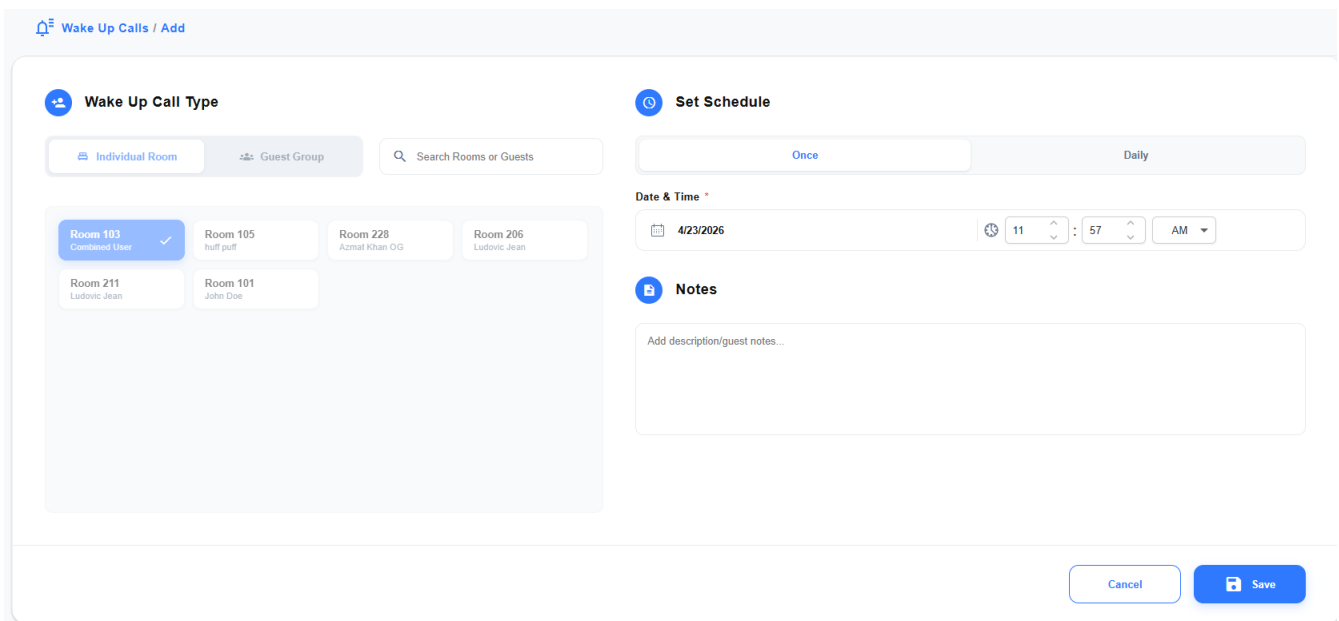 Wake Up Calls / Add
Wake Up Call Type
Individual Room
Guest Group
Search Rooms or Guests
Room 103
Combined User
Room 105
huff puff
Room 228
Azmat Khan OG
Room 206
Ludovic Jean
Room 211
Ludovic Jean
Room 101
John Doe
Set Schedule
Once
Daily
Date & Time *
4/23/2026
11 : 57 AM
Notes
Add description/guest notes...
Cancel
Save